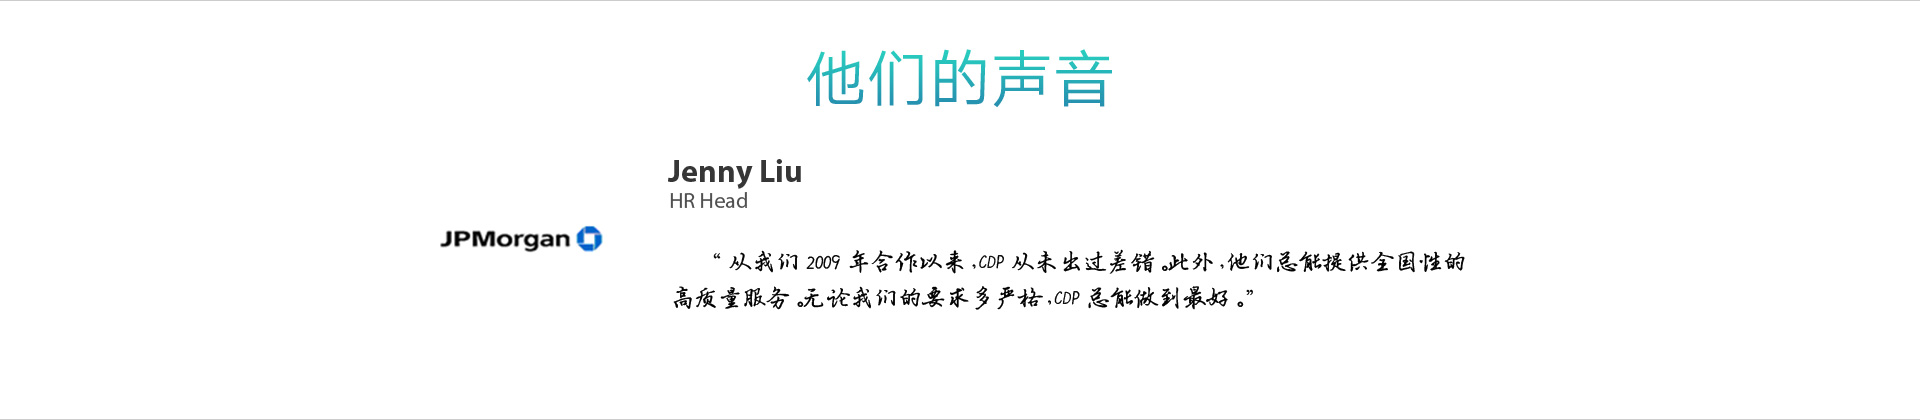 他们的声音
Jenny Liu
HR Head
JPMorgan
“ 从我们 2009 年合作以来，CDP 从未出过差错。此外，他们总能提供全国性的
高质量服务。无论我们的要求多严格，CDP 总能做到最好。”